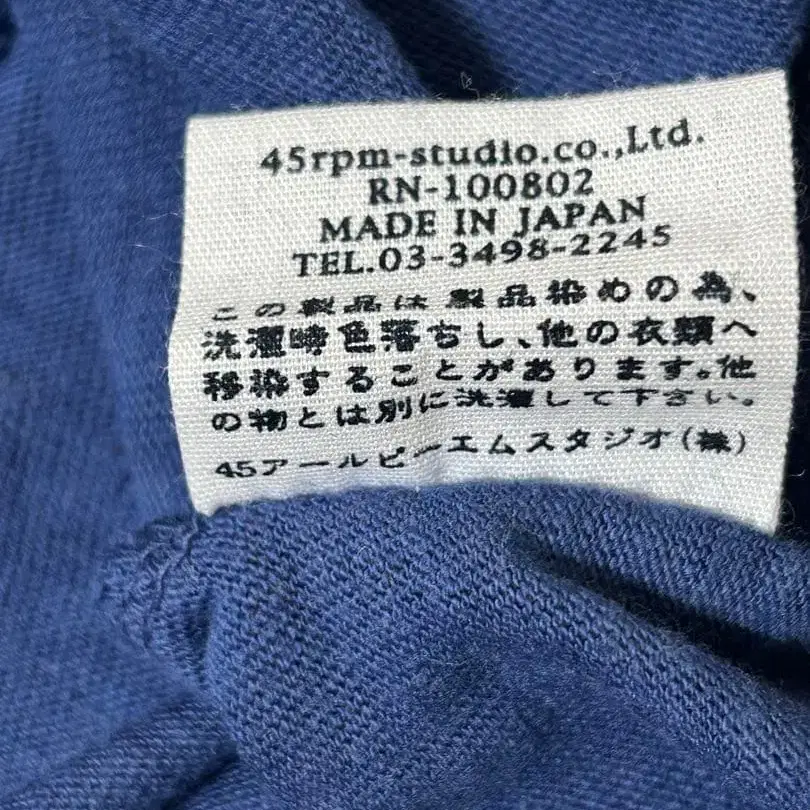 45rpm-studio.co.,Ltd.
RN-100802
MADE IN JAPAN
TEL.03-3498-2245
この製品は製品染めの為、
洗濯時色落ちし、他の衣類へ
移染することがあります。他
の物とは別に洗濯して下さい。
45アールピーエムスタジオ(株)